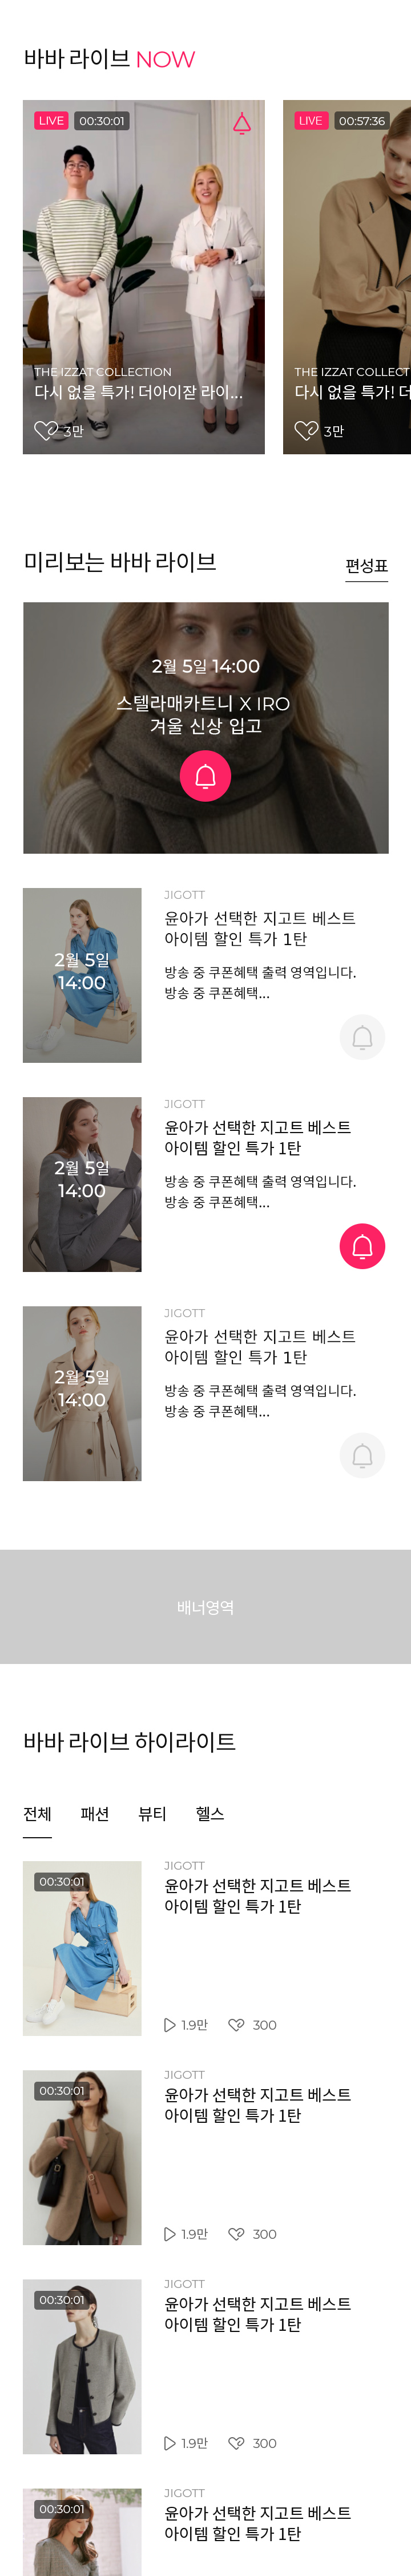 바바 라이브 NOW
LIVE 00:30:01
THE IZZAT COLLECTION
다시 없을 특가! 더아이잗 라이...
3만
LIVE 00:57:36
THE IZZAT COLLECT
다시 없을 특가! 더
3만
미리보는 바바 라이브
편성표
2월 5일 14:00
스텔라매카트니 X IRO
겨울 신상 입고
2월 5일
14:00
JIGOTT
윤아가 선택한 지고트 베스트
아이템 할인 특가 1탄
방송 중 쿠폰혜택 출력 영역입니다.
방송 중 쿠폰혜택...
2월 5일
14:00
JIGOTT
윤아가 선택한 지고트 베스트
아이템 할인 특가 1탄
방송 중 쿠폰혜택 출력 영역입니다.
방송 중 쿠폰혜택...
2월 5일
14:00
JIGOTT
윤아가 선택한 지고트 베스트
아이템 할인 특가 1탄
방송 중 쿠폰혜택 출력 영역입니다.
방송 중 쿠폰혜택...
배너영역
바바 라이브 하이라이트
전체 패션 뷰티 헬스
00:30:01
JIGOTT
윤아가 선택한 지고트 베스트
아이템 할인 특가 1탄
1.9만 300
00:30:01
JIGOTT
윤아가 선택한 지고트 베스트
아이템 할인 특가 1탄
1.9만 300
00:30:01
JIGOTT
윤아가 선택한 지고트 베스트
아이템 할인 특가 1탄
1.9만 300
00:30:01
JIGOTT
윤아가 선택한 지고트 베스트
아이템 할인 특가 1탄